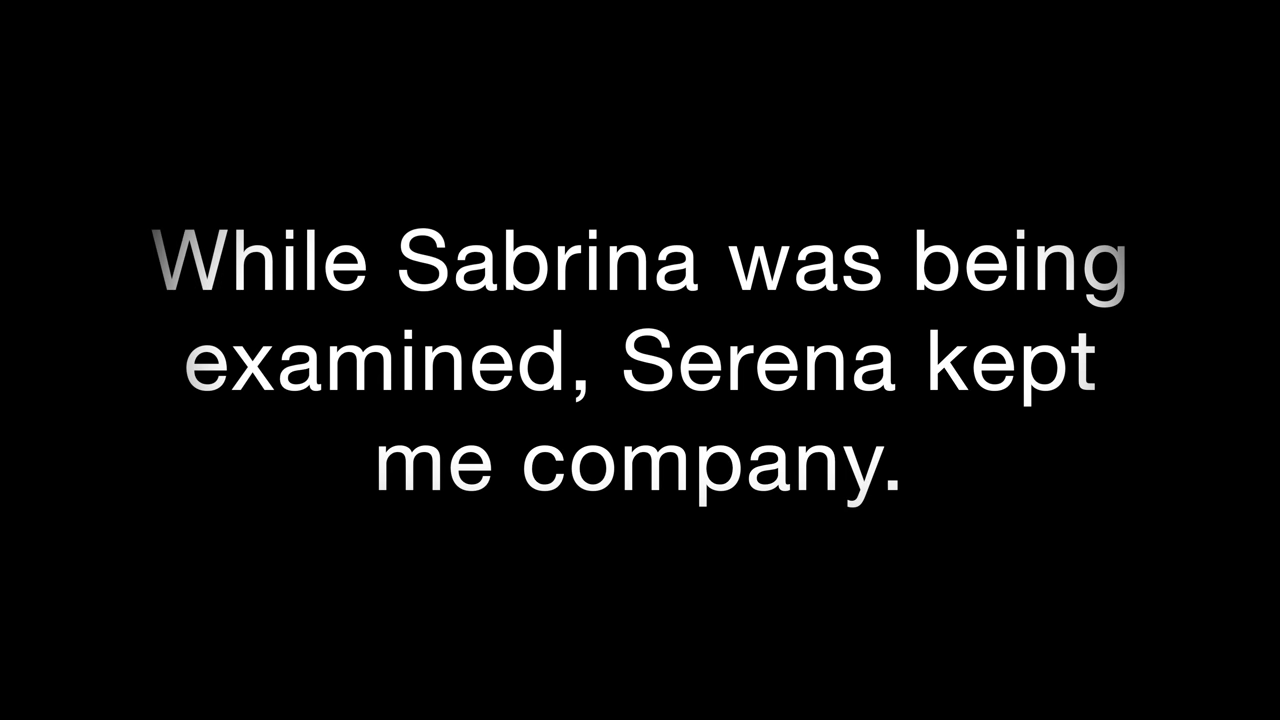 While Sabrina was being
examined, Serena kept
me company.